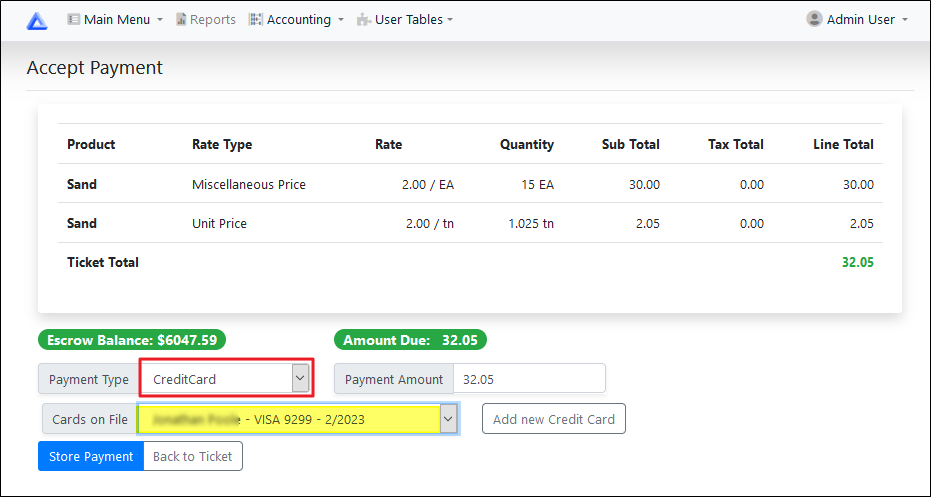 Main Menu Reports Accounting User Tables Admin User
Accept Payment
Product Rate Type Rate Quantity Sub Total Tax Total Line Total
Sand Miscellaneous Price 2.00 / EA 15 EA 30.00 0.00 30.00
Sand Unit Price 2.00 / tn 1.025 tn 2.05 0.00 2.05
Ticket Total 32.05
Escrow Balance: $6047.59 Amount Due: 32.05
Payment Type CreditCard Payment Amount 32.05
Cards on File - VISA 9299 - 2/2023 Add new Credit Card
Store Payment Back to Ticket